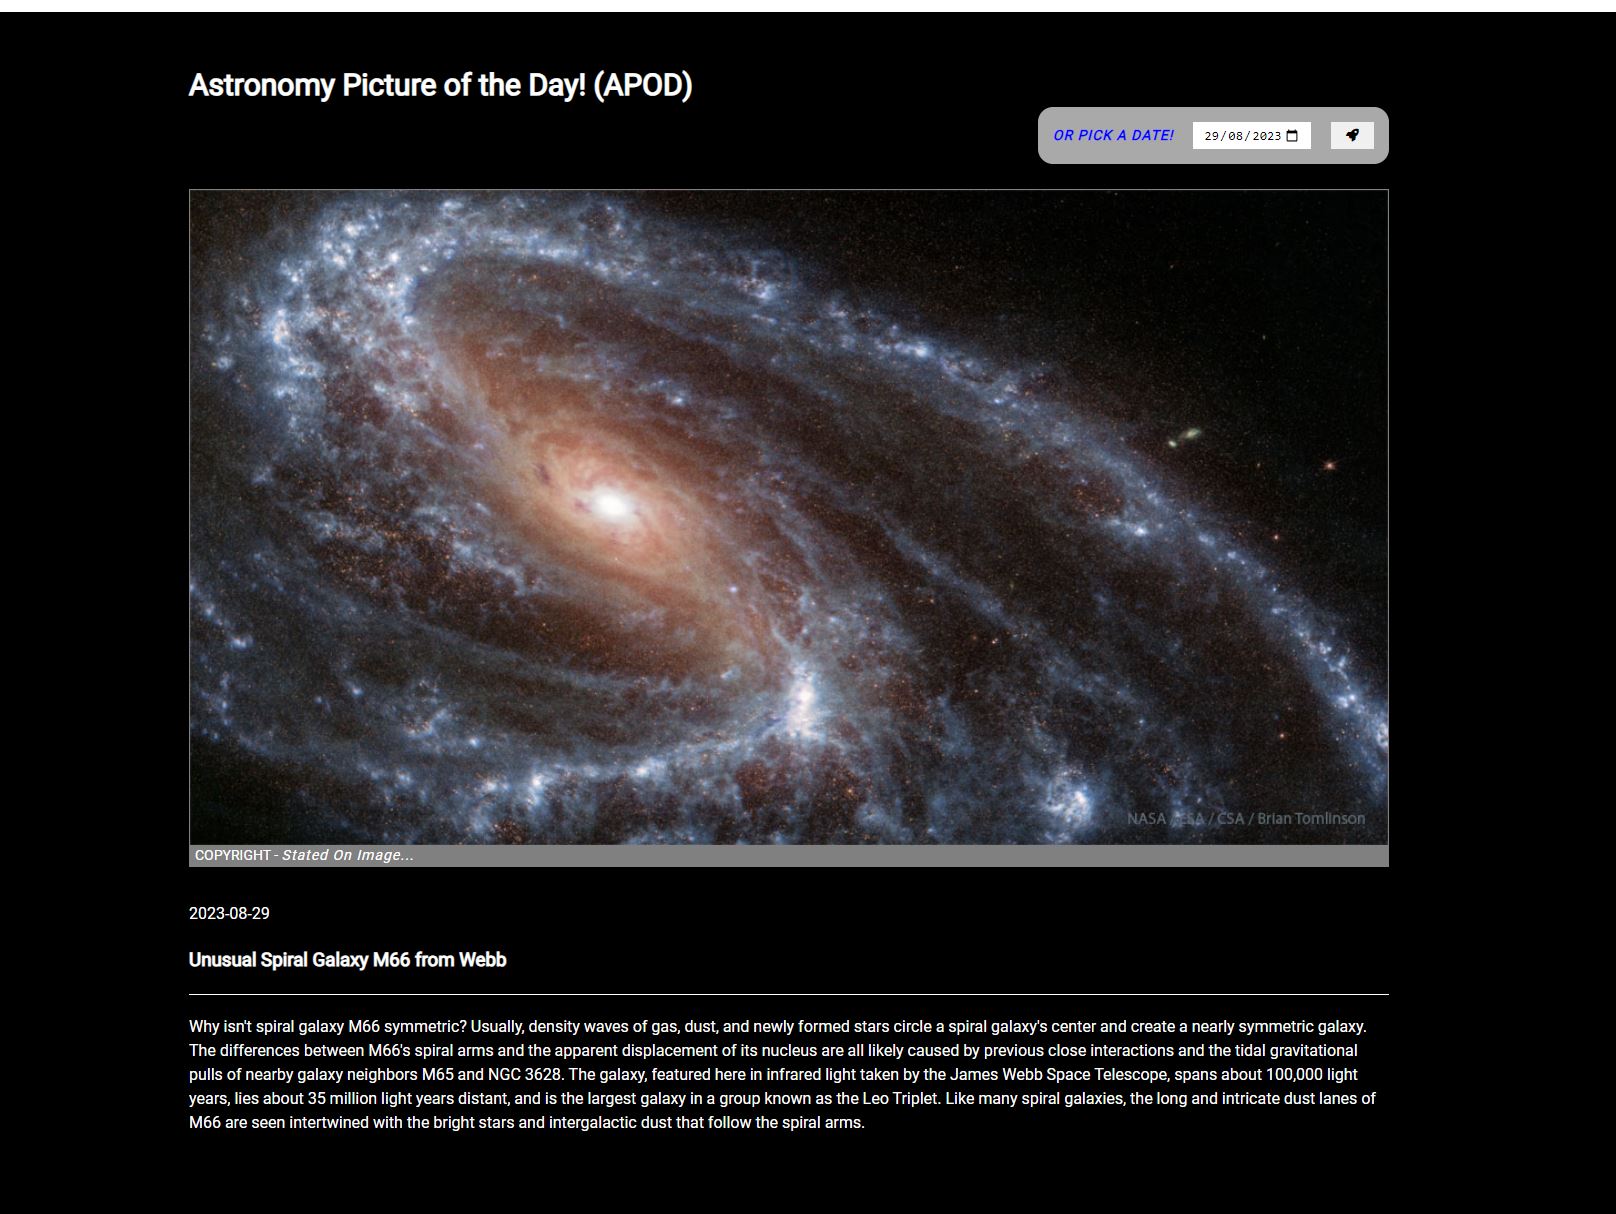 Astronomy Picture of the Day! (APOD)
OR PICK A DATE! 29/08/2023
NASA / ESA / CSA / Brian Tomlinson
COPYRIGHT - Stated On Image...
2023-08-29
Unusual Spiral Galaxy M66 from Webb
Why isn't spiral galaxy M66 symmetric? Usually, density waves of gas, dust, and newly formed stars circle a spiral galaxy's center and create a nearly symmetric galaxy.
The differences between M66's spiral arms and the apparent displacement of its nucleus are all likely caused by previous close interactions and the tidal gravitational
pulls of nearby galaxy neighbors M65 and NGC 3628. The galaxy, featured here in infrared light taken by the James Webb Space Telescope, spans about 100,000 light
years, lies about 35 million light years distant, and is the largest galaxy in a group known as the Leo Triplet. Like many spiral galaxies, the long and intricate dust lanes of
M66 are seen intertwined with the bright stars and intergalactic dust that follow the spiral arms.